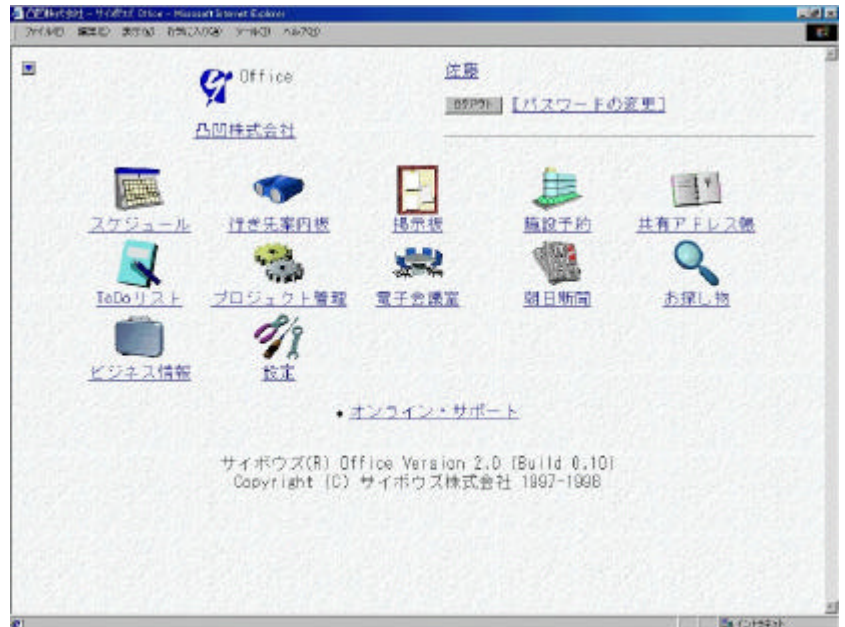 Office
佐藤
ログアウト [パスワードの変更]
凸凹株式会社
スケジュール 行き先案内板 掲示板 施設予約 共有アドレス帳
ToDoリスト プロジェクト管理 電子会議室 朝日新聞 お探し物
ビジネス情報 設定
• オンライン・サポート
サイボウズ(R) Office Version 2.0 (Build 0.10)
Copyright (C) サイボウズ株式会社 1997-1998